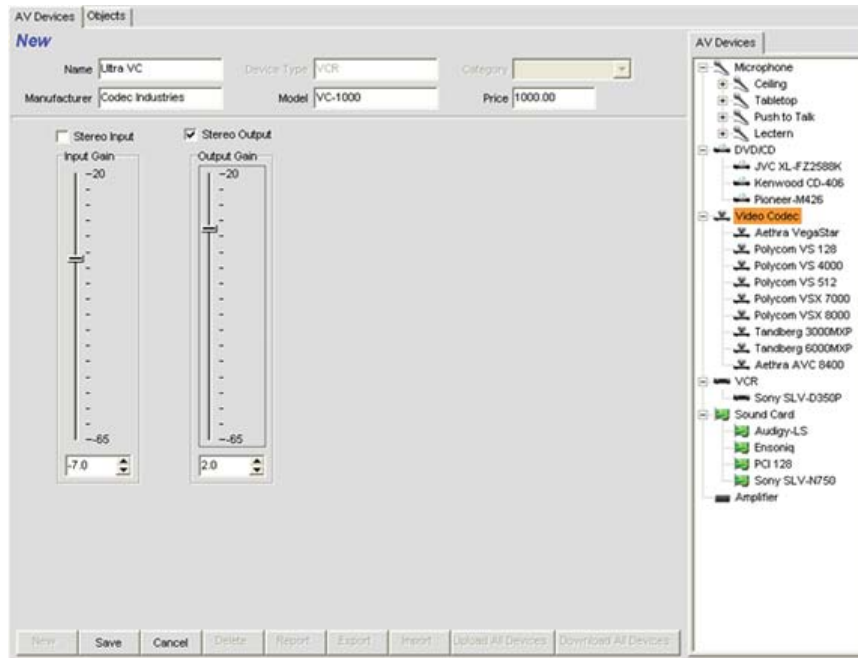 AV Devices Objects
New
Name Ultra VC Device Type VCR Category
Manufacturer Codec Industries Model VC-1000 Price 1000.00
Stereo Input Stereo Output
Input Gain Output Gain
20 20
-65 -65
-7.0 2.0
New Save Cancel Delete Report Export Import Upload All Devices Download All Devices
AV Devices
Microphone
Ceiling
Tabletop
Push to Talk
Lectern
DVD/CD
JVC XL-FZ258BK
Kenwood CD-406
Pioneer-M426
Video Codec
Aethra VegaStar
Polycom VS 128
Polycom VS 4000
Polycom VS 512
Polycom VSX 7000
Polycom VSX 8000
Tandberg 3000MXP
Tandberg 6000MXP
Aethra AVC 8400
VCR
Sony SLV-D350P
Sound Card
Audigy-LS
Ensoniq
PCI 128
Sony SLV-N750
Amplifier